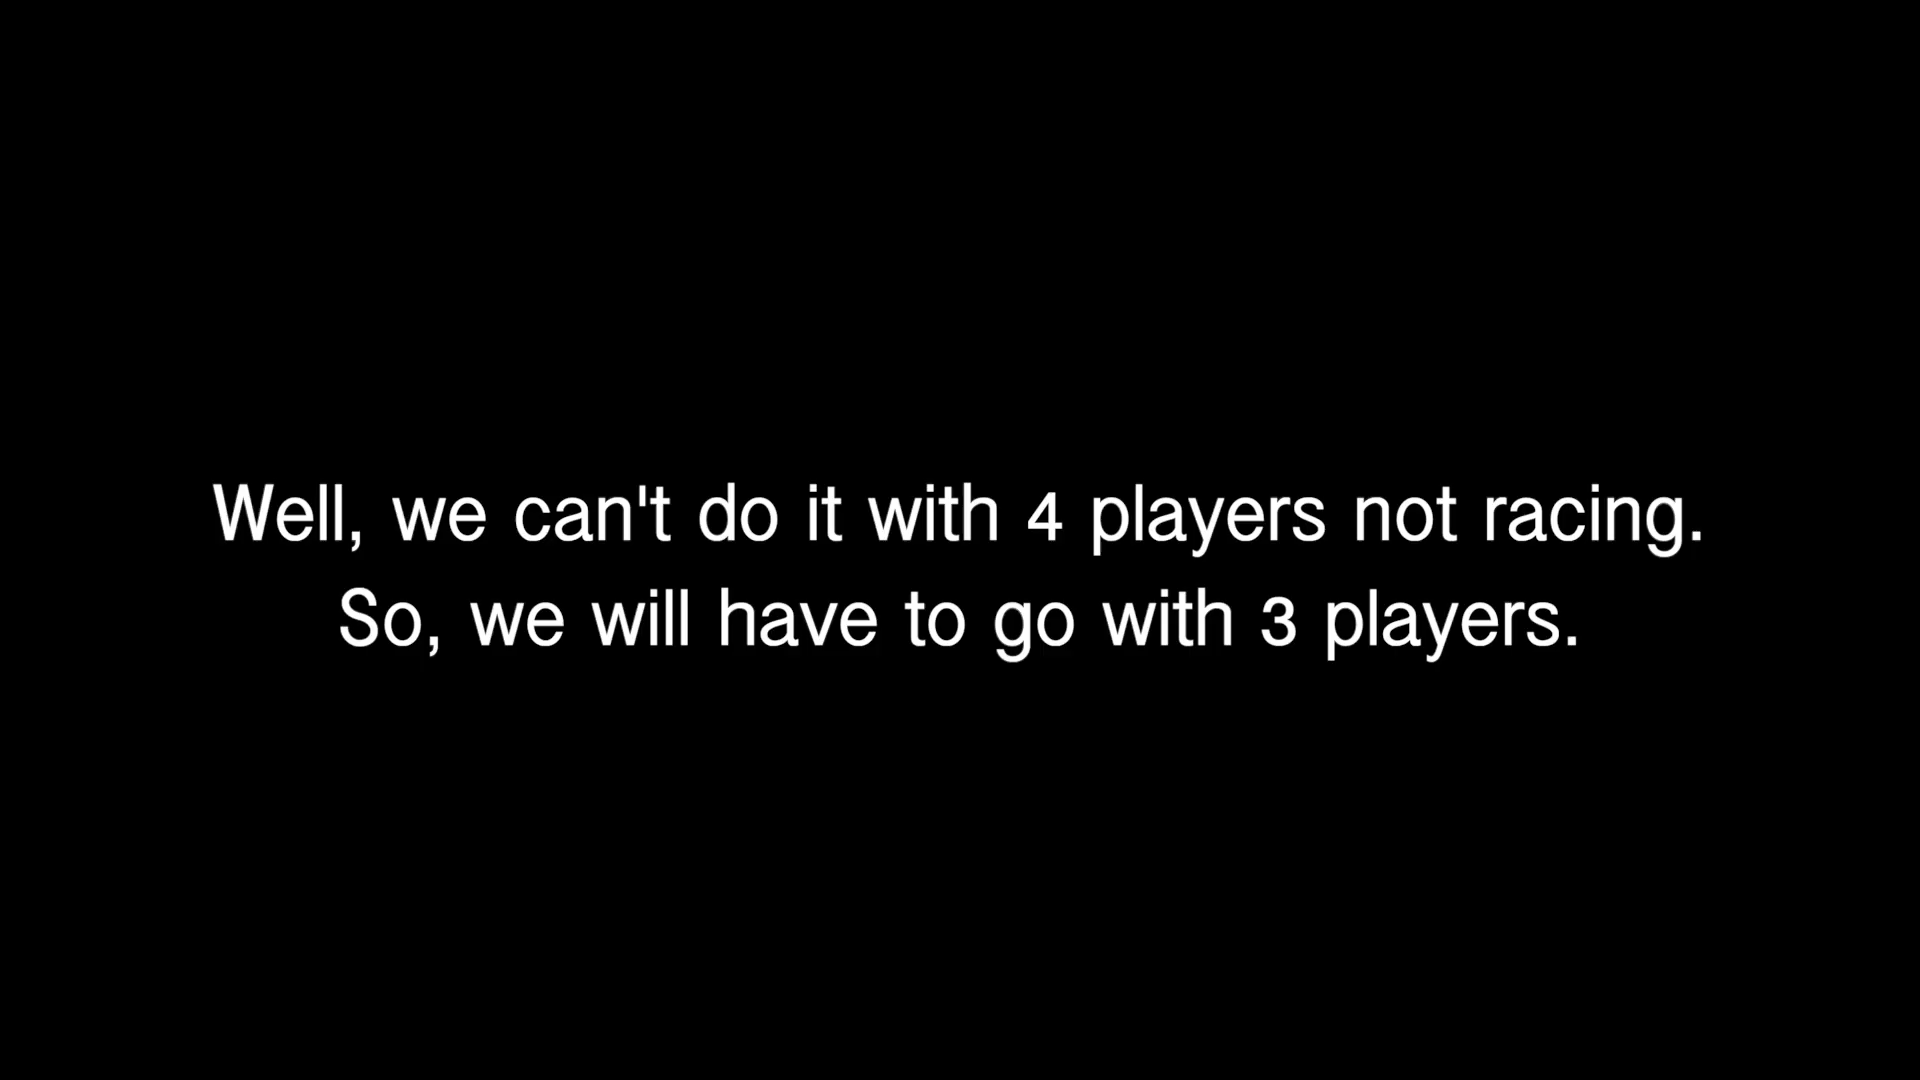 Well, we can't do it with 4 players not racing.
So, we will have to go with 3 players.